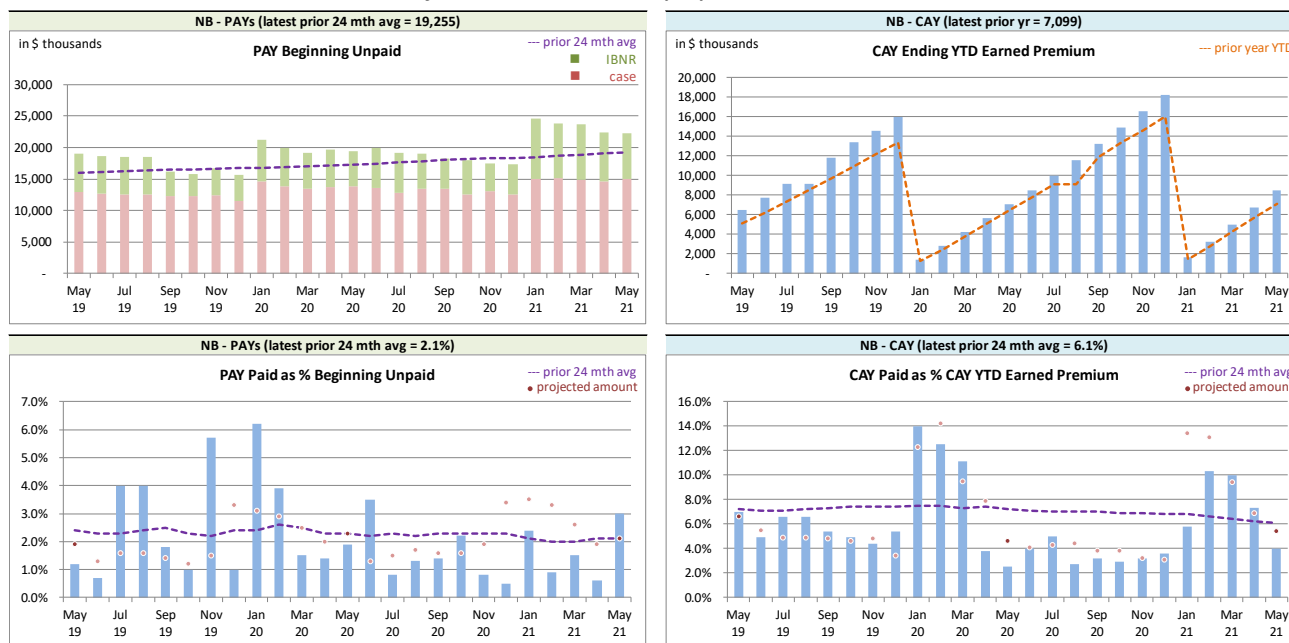 NB - PAYs (latest prior 24 mth avg = 19,255)
in $ thousands
PAY Beginning Unpaid
--- prior 24 mth avg
IBNR
case
30,000
25,000
20,000
15,000
10,000
5,000
-
May Jul Sep Nov Jan Mar May Jul Sep Nov Jan Mar May
19 19 19 19 20 20 20 20 20 20 21 21 21
NB - CAY (latest prior yr = 7,099)
in $ thousands
CAY Ending YTD Earned Premium
--- prior year YTD
20,000
18,000
16,000
14,000
12,000
10,000
8,000
6,000
4,000
2,000
-
May Jul Sep Nov Jan Mar May Jul Sep Nov Jan Mar May
19 19 19 19 20 20 20 20 20 20 21 21 21
NB - PAYs (latest prior 24 mth avg = 2.1%)
PAY Paid as % Beginning Unpaid
--- prior 24 mth avg
projected amount
7.0%
6.0%
5.0%
4.0%
3.0%
2.0%
1.0%
0.0%
May Jul Sep Nov Jan Mar May Jul Sep Nov Jan Mar May
19 19 19 19 20 20 20 20 20 20 21 21 21
NB - CAY (latest prior 24 mth avg = 6.1%)
CAY Paid as % CAY YTD Earned Premium
--- prior 24 mth avg
projected amount
16.0%
14.0%
12.0%
10.0%
8.0%
6.0%
4.0%
2.0%
0.0%
May Jul Sep Nov Jan Mar May Jul Sep Nov Jan Mar May
19 19 19 19 20 20 20 20 20 20 21 21 21